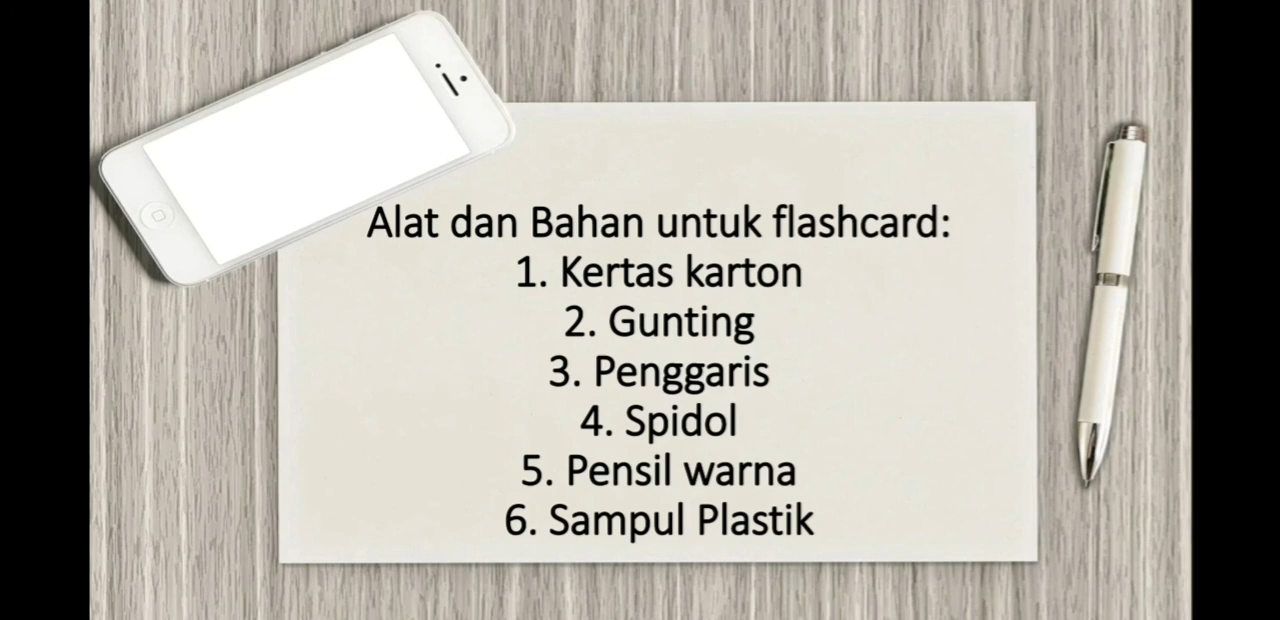 Alat dan Bahan untuk flashcard:
1. Kertas karton
2. Gunting
3. Penggaris
4. Spidol
5. Pensil warna
6. Sampul Plastik